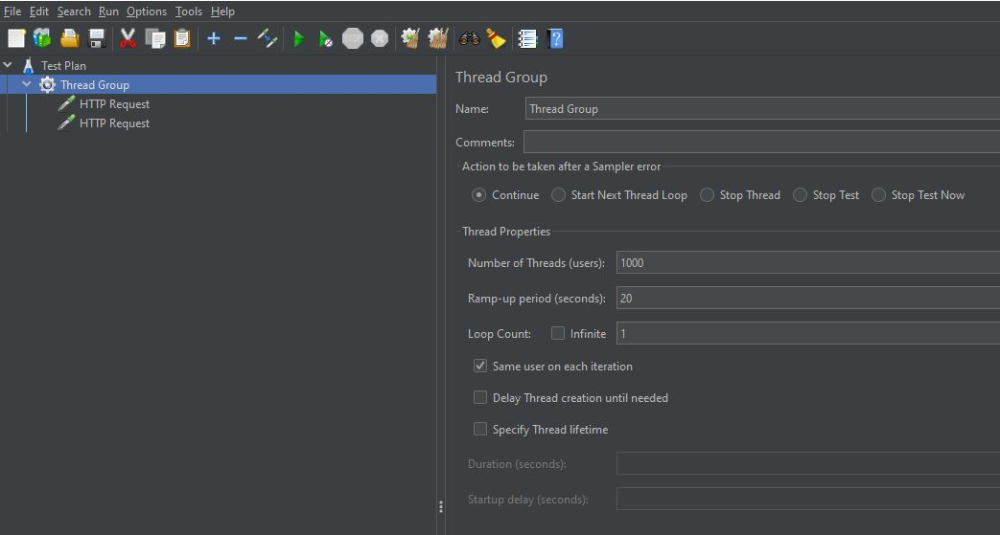 File Edit Search Run Options Tools Help
Test Plan
Thread Group
HTTP Request
HTTP Request
Thread Group
Name: Thread Group
Comments:
Action to be taken after a Sampler error
Continue Start Next Thread Loop Stop Thread Stop Test Stop Test Now
Thread Properties
Number of Threads (users): 1000
Ramp-up period (seconds): 20
Loop Count: Infinite 1
Same user on each iteration
Delay Thread creation until needed
Specify Thread lifetime
Duration (seconds):
Startup delay (seconds):